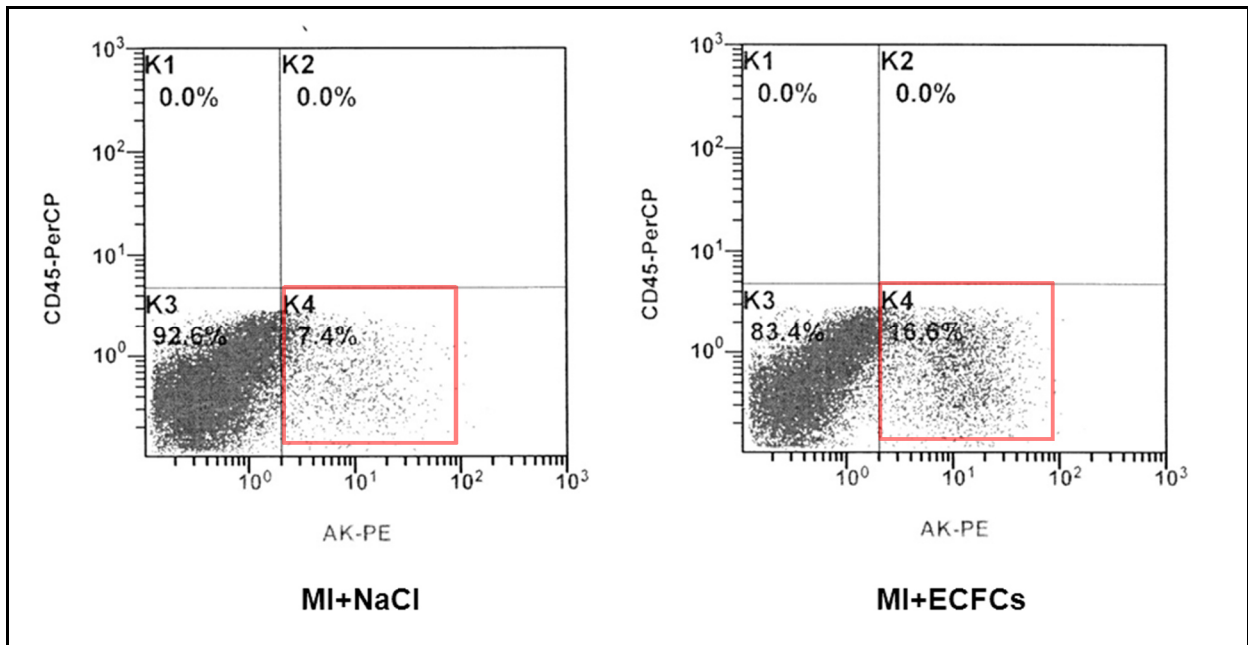 10³
K1
0.0%
K2
0.0%
10²
10¹
10⁰
K3
92.6%
K4
7.4%
CD45-PerCP
10⁰
10¹
10²
10³
AK-PE
MI+NaCl
10³
K1
0.0%
K2
0.0%
10²
10¹
10⁰
K3
83.4%
K4
16.6%
CD45-PerCP
10⁰
10¹
10²
10³
AK-PE
MI+ECFCs